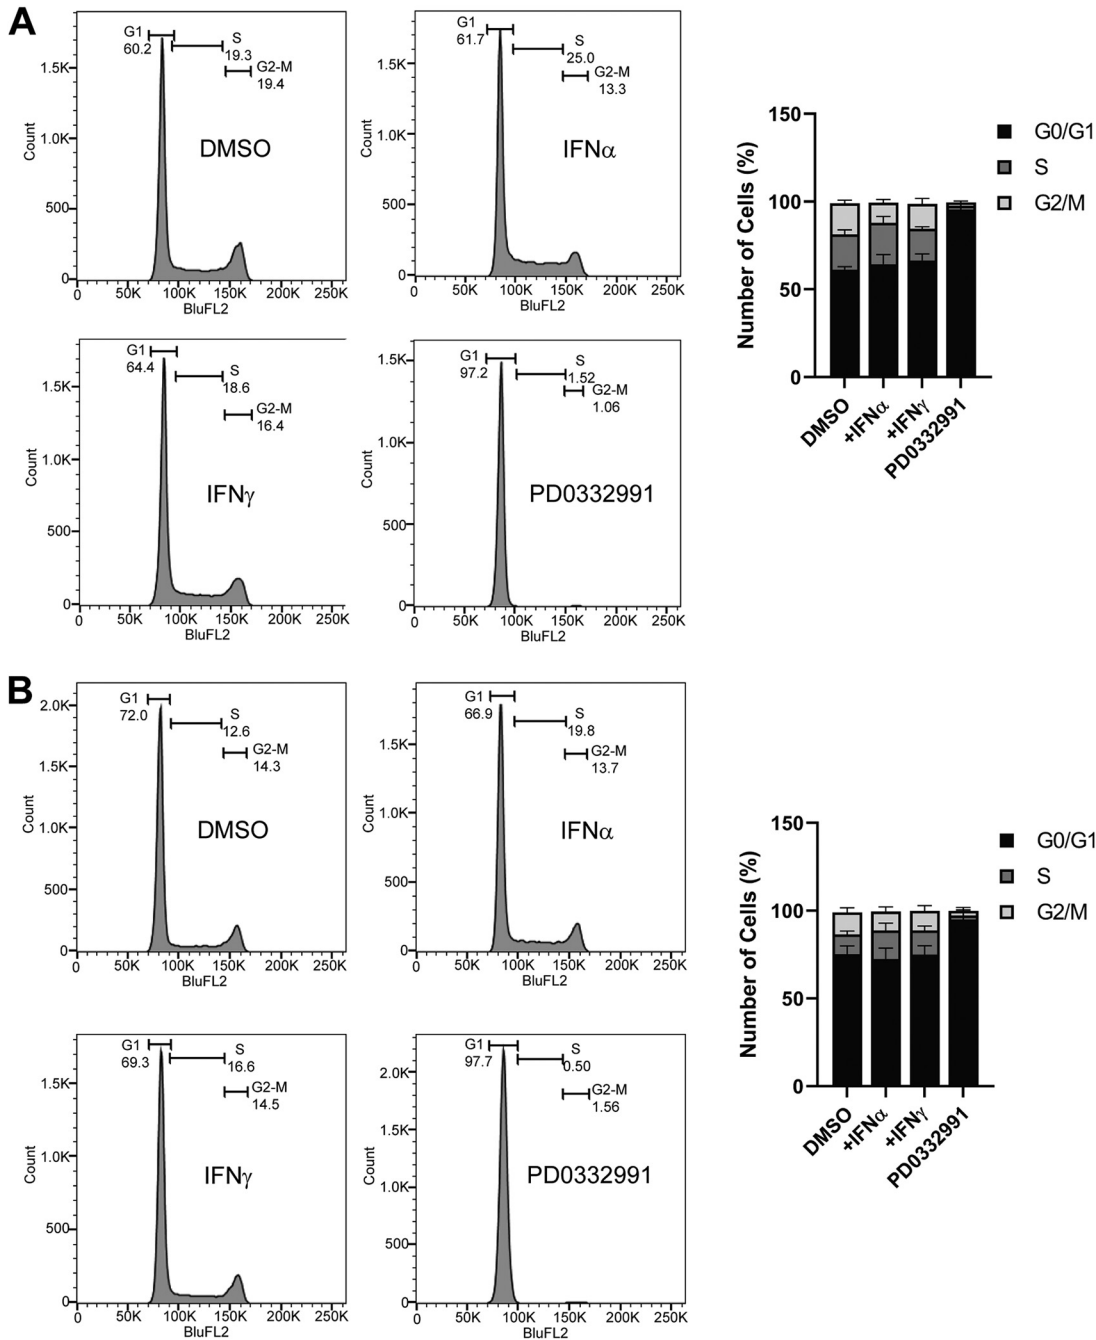 A
G1
60.2
S
19.3
G2-M
19.4
1.5K
1.0K
500
0
Count
DMSO
0 50K 100K 150K 200K 250K
BluFL2
G1
61.7
S
25.0
G2-M
13.3
1.5K
1.0K
500
0
Count
IFNα
0 50K 100K 150K 200K 250K
BluFL2
G1
64.4
S
18.6
G2-M
16.4
1.5K
1.0K
500
0
Count
IFNγ
0 50K 100K 150K 200K 250K
BluFL2
G1
97.2
S
1.52
G2-M
1.06
1.5K
1.0K
500
0
Count
PD0332991
0 50K 100K 150K 200K 250K
BluFL2
150
100
50
0
Number of Cells (%)
G0/G1
S
G2/M
DMSO
+IFNα
+IFNγ
PD0332991
B
G1
72.0
S
12.6
G2-M
14.3
2.0K
1.5K
1.0K
500
0
Count
DMSO
0 50K 100K 150K 200K 250K
BluFL2
G1
66.9
S
19.8
G2-M
13.7
1.5K
1.0K
500
0
Count
IFNα
0 50K 100K 150K 200K 250K
BluFL2
G1
69.3
S
16.6
G2-M
14.5
1.5K
1.0K
500
0
Count
IFNγ
0 50K 100K 150K 200K 250K
BluFL2
G1
97.7
S
0.50
G2-M
1.56
2.0K
1.5K
1.0K
500
0
Count
PD0332991
0 50K 100K 150K 200K 250K
BluFL2
150
100
50
0
Number of Cells (%)
G0/G1
S
G2/M
DMSO
+IFNα
+IFNγ
PD0332991